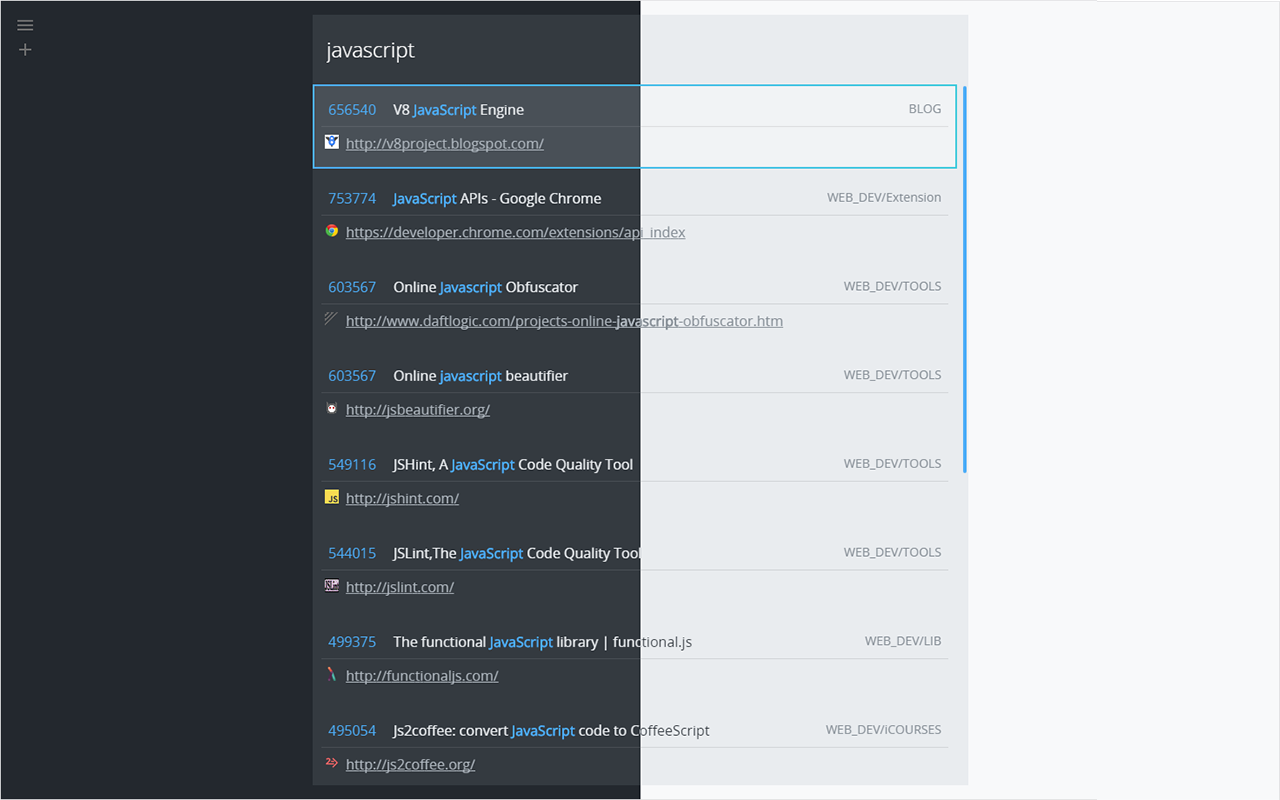 javascript
656540 V8 JavaScript Engine BLOG
http://v8project.blogspot.com/
753774 JavaScript APIs - Google Chrome WEB_DEV/Extension
https://developer.chrome.com/extensions/api_index
603567 Online Javascript Obfuscator WEB_DEV/TOOLS
http://www.daftlogic.com/projects-online-javascript-obfuscator.htm
603567 Online javascript beautifier WEB_DEV/TOOLS
http://jsbeautifier.org/
549116 JSHint, A JavaScript Code Quality Tool WEB_DEV/TOOLS
JS http://jshint.com/
544015 JSLint,The JavaScript Code Quality Tool WEB_DEV/TOOLS
http://jslint.com/
499375 The functional JavaScript library | functional.js WEB_DEV/LIB
http://functionaljs.com/
495054 Js2coffee: convert JavaScript code to CoffeeScript WEB_DEV/iCOURSES
http://js2coffee.org/